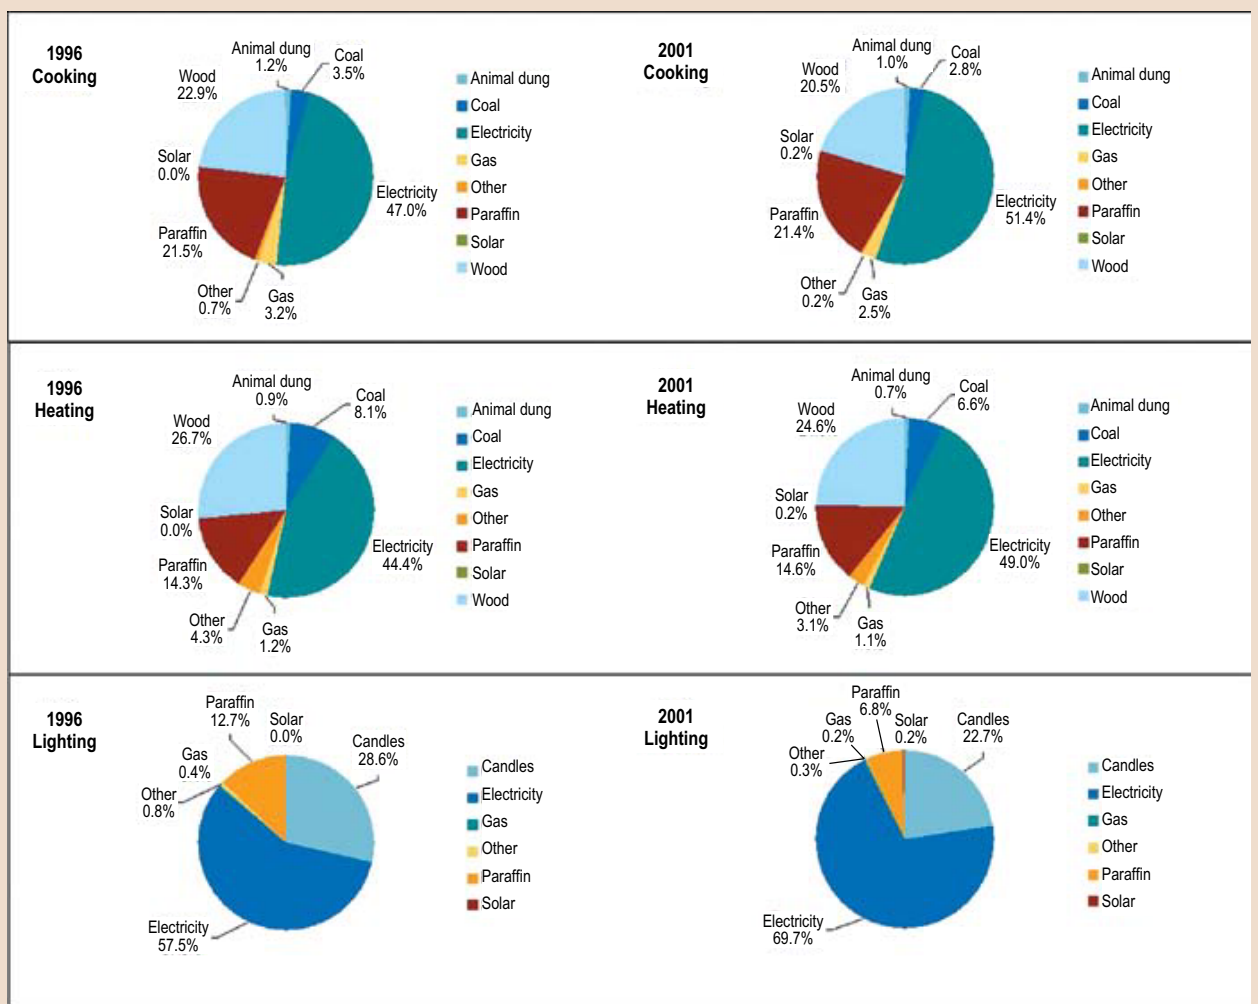 1996
Cooking
Animal dung
1.2%
Coal
3.5%
Wood
22.9%
Solar
0.0%
Electricity
47.0%
Paraffin
21.5%
Other
0.7%
Gas
3.2%
Animal dung
Coal
Electricity
Gas
Other
Paraffin
Solar
Wood
2001
Cooking
Animal dung
1.0%
Coal
2.8%
Wood
20.5%
Solar
0.2%
Electricity
51.4%
Paraffin
21.4%
Other
0.2%
Gas
2.5%
Animal dung
Coal
Electricity
Gas
Other
Paraffin
Solar
Wood
1996
Heating
Animal dung
0.9%
Coal
8.1%
Wood
26.7%
Solar
0.0%
Electricity
44.4%
Paraffin
14.3%
Other
4.3%
Gas
1.2%
Animal dung
Coal
Electricity
Gas
Other
Paraffin
Solar
Wood
2001
Heating
Animal dung
0.7%
Coal
6.6%
Wood
24.6%
Solar
0.2%
Electricity
49.0%
Paraffin
14.6%
Other
3.1%
Gas
1.1%
Animal dung
Coal
Electricity
Gas
Other
Paraffin
Solar
Wood
1996
Lighting
Paraffin
12.7%
Solar
0.0%
Candles
28.6%
Gas
0.4%
Other
0.8%
Electricity
57.5%
Candles
Electricity
Gas
Other
Paraffin
Solar
2001
Lighting
Paraffin
6.8%
Gas
0.2%
Solar
0.2%
Candles
22.7%
Other
0.3%
Electricity
69.7%
Candles
Electricity
Gas
Other
Paraffin
Solar